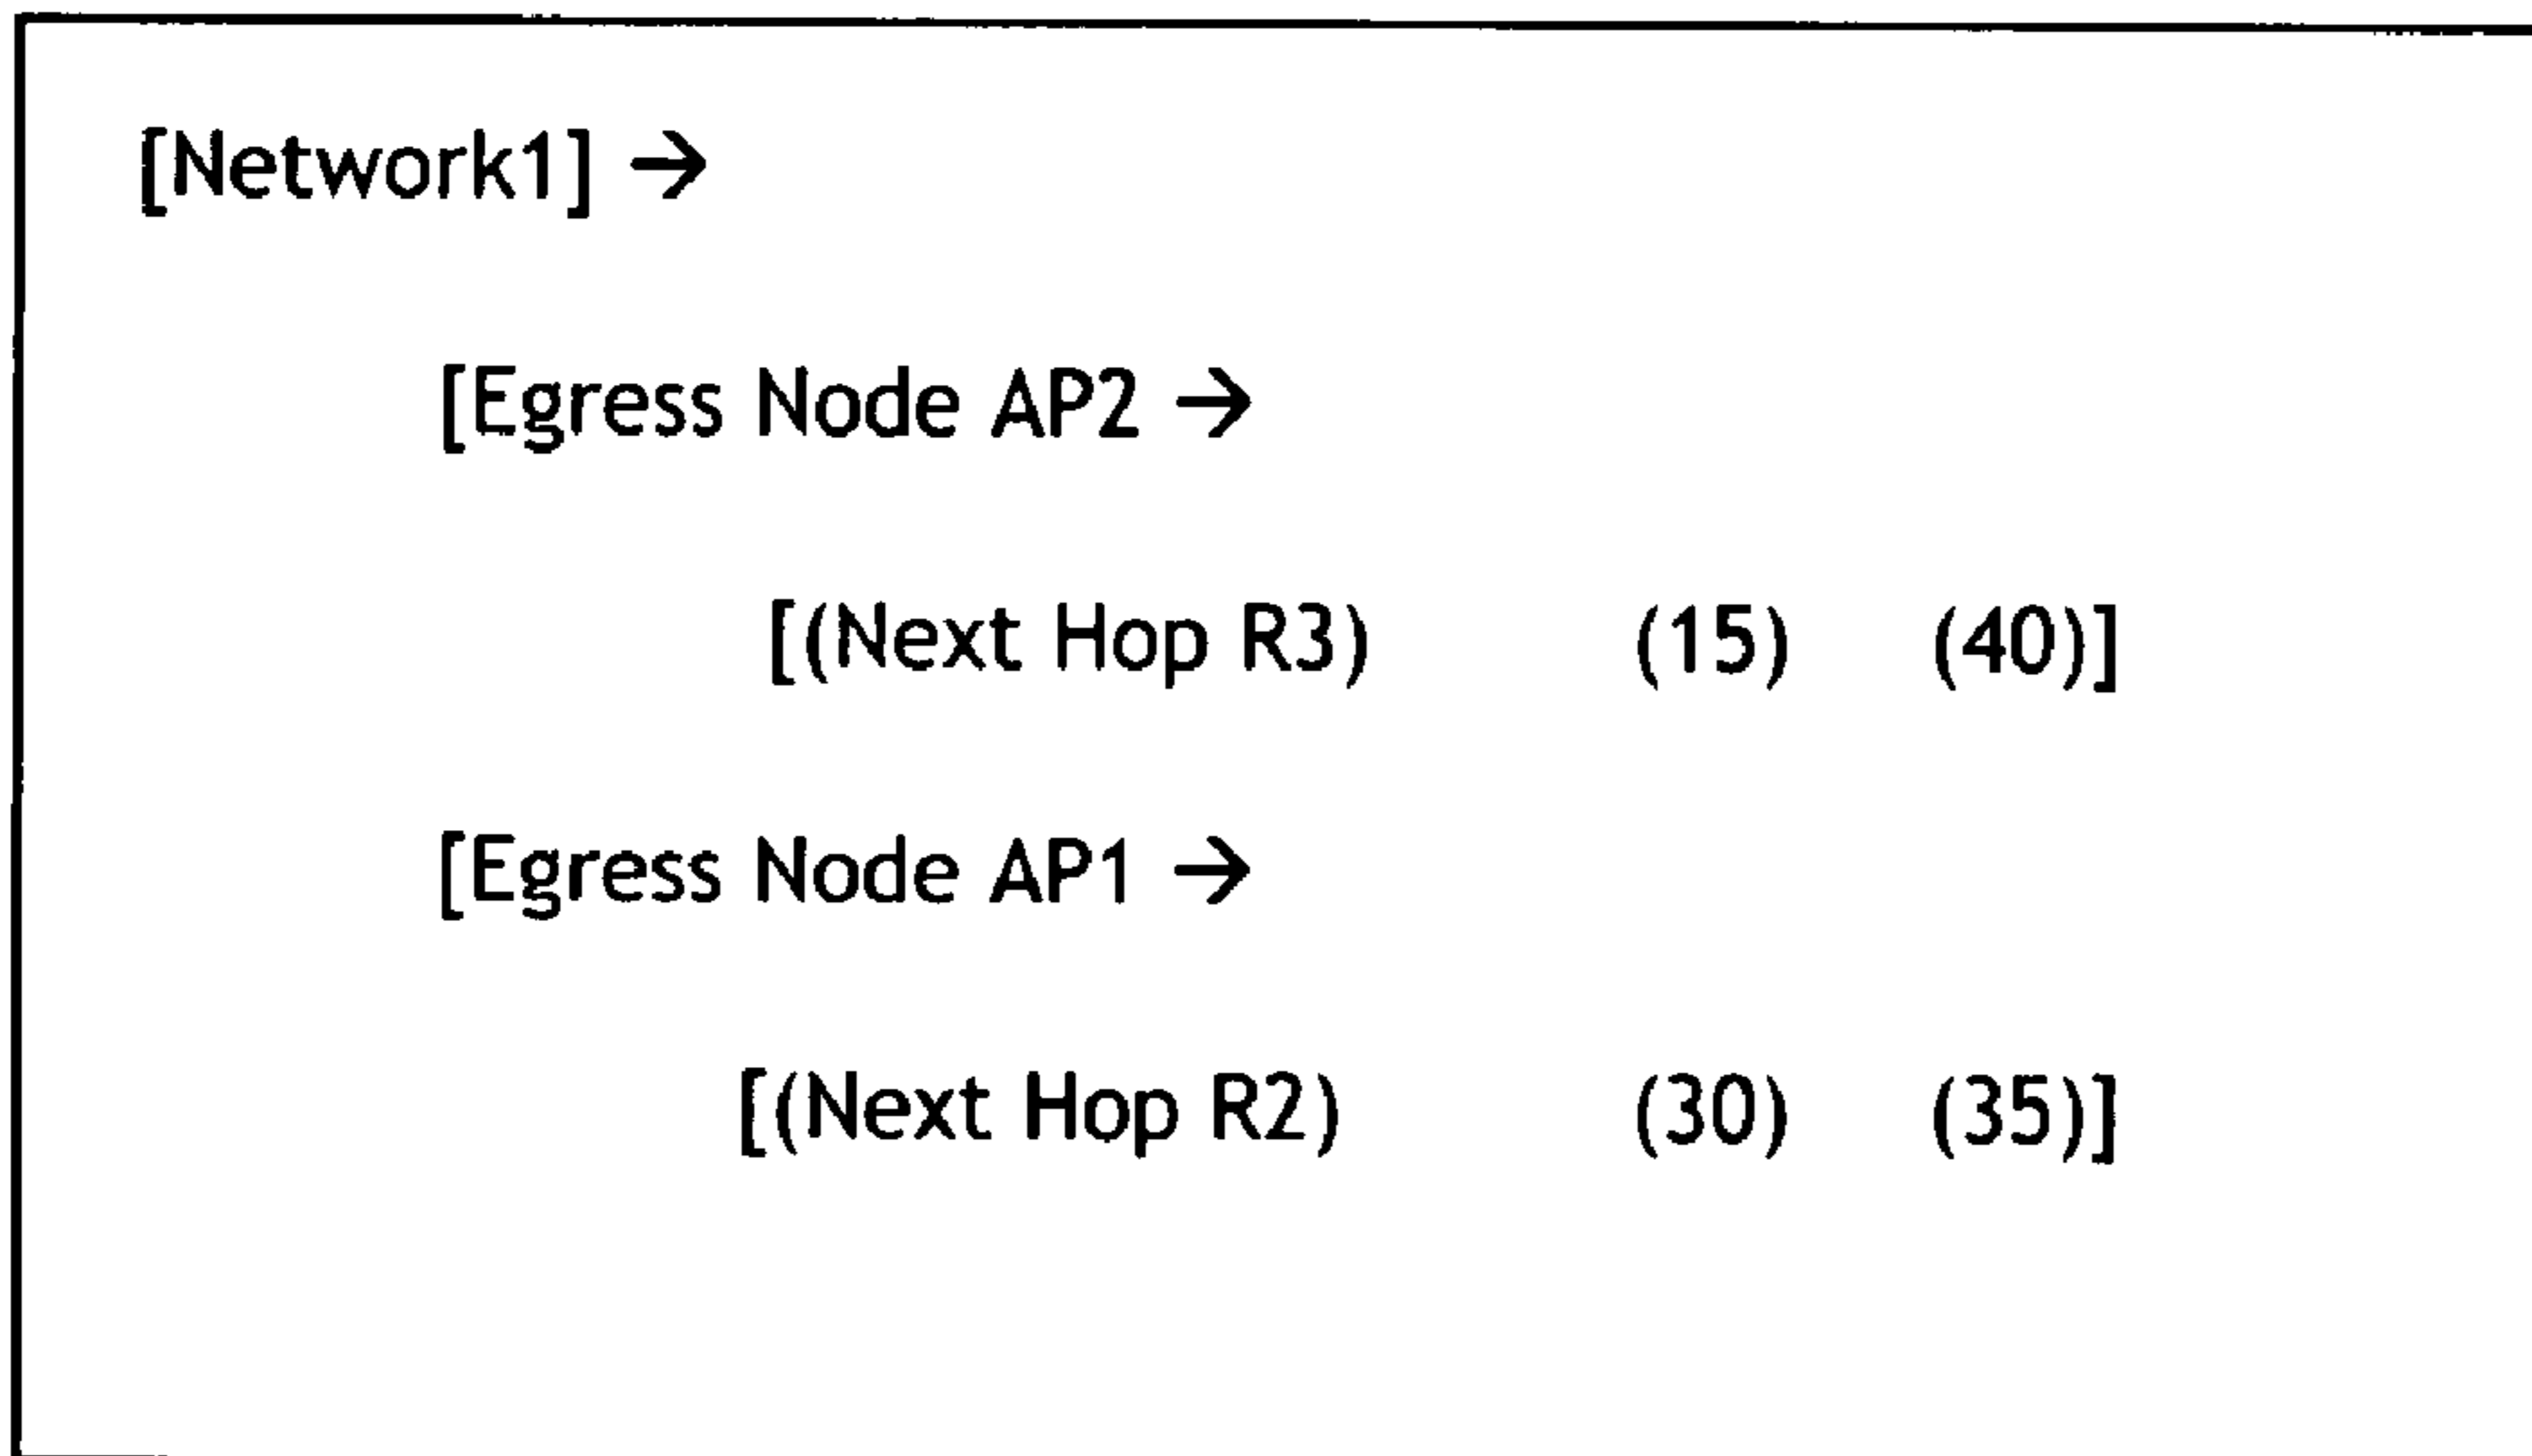 [Network1] →
[Egress Node AP2 →
[(Next Hop R3) (15) (40)]
[Egress Node AP1 →
[(Next Hop R2) (30) (35)]